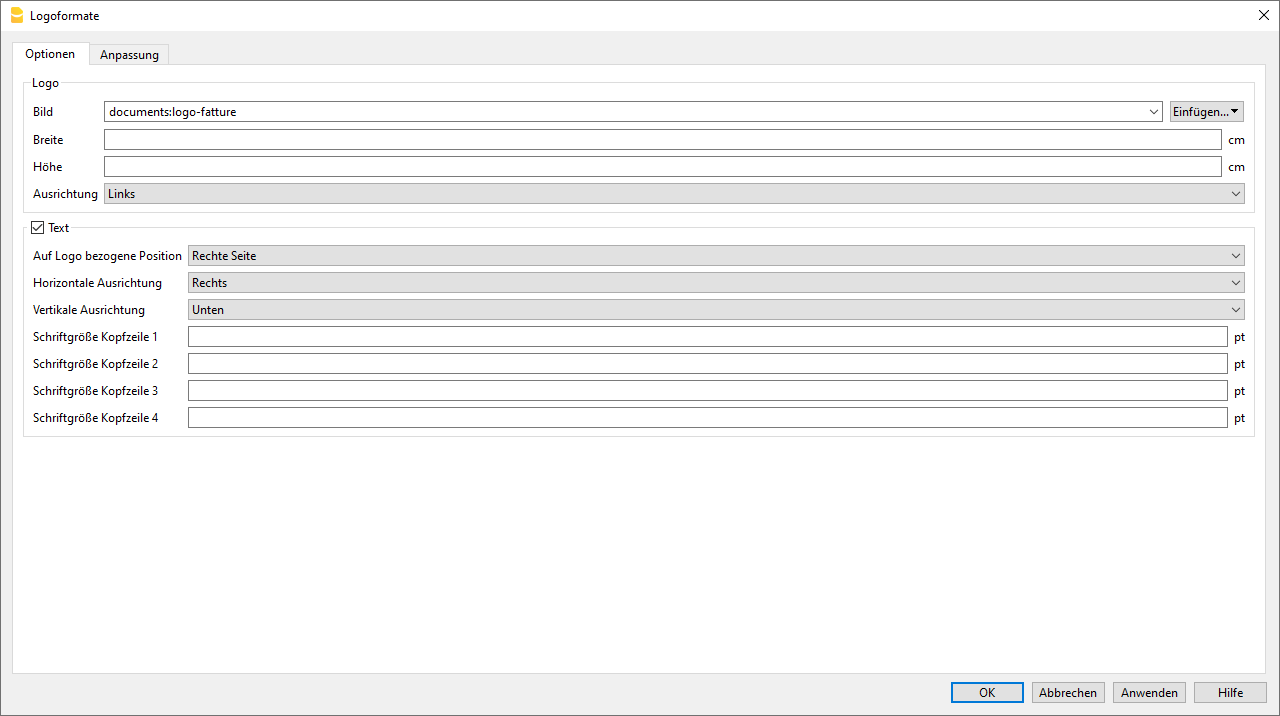 Logoformate
Optionen Anpassung
Logo
Bild documents:logo-fatture Einfügen...
Breite cm
Höhe cm
Ausrichtung Links
Text
Auf Logo bezogene Position Rechte Seite
Horizontale Ausrichtung Rechts
Vertikale Ausrichtung Unten
Schriftgröße Kopfzeile 1 pt
Schriftgröße Kopfzeile 2 pt
Schriftgröße Kopfzeile 3 pt
Schriftgröße Kopfzeile 4 pt
OK Abbrechen Anwenden Hilfe